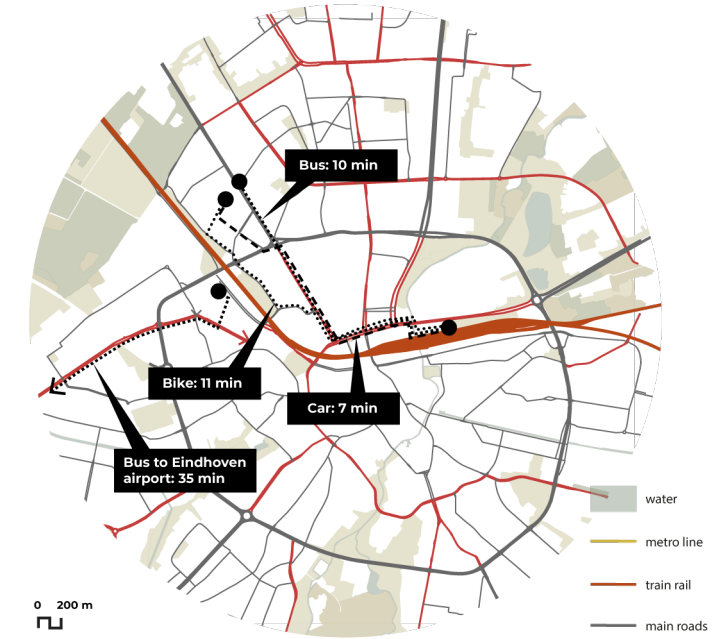 Bus: 10 min
Bike: 11 min
Car: 7 min
Bus to Eindhoven
airport: 35 min
water
metro line
train rail
main roads
0 200 m